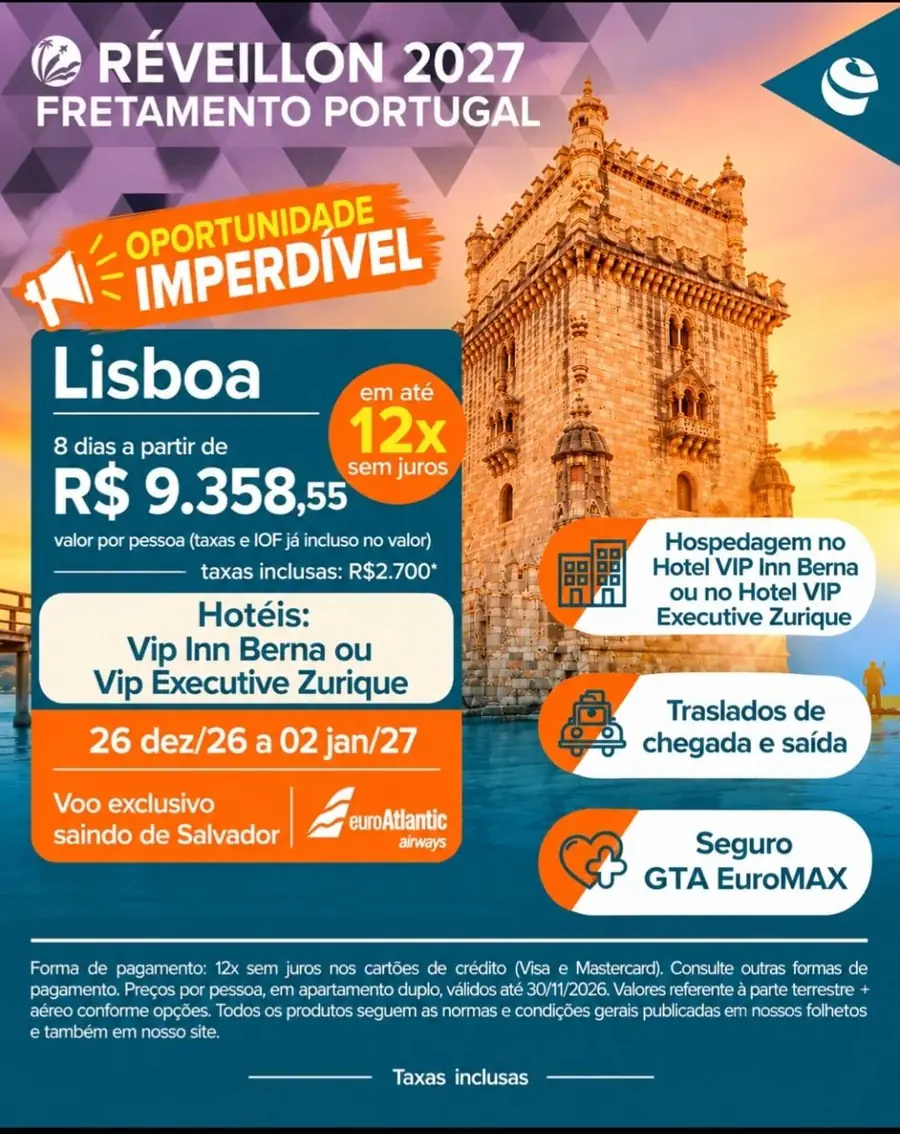 RÉVEILLON 2027
FRETAMENTO PORTUGAL
OPORTUNIDADE
IMPERDÍVEL
Lisboa
em até
12x
sem juros
8 dias a partir de
R$ 9.358,55
valor por pessoa (taxas e IOF já incluso no valor)
taxas inclusas: R$2.700*
Hotéis:
Vip Inn Berna ou
Vip Executive Zurique
26 dez/26 a 02 jan/27
Voo exclusivo
saindo de Salvador
euroAtlantic
airways
Hospedagem no
Hotel VIP Inn Berna
ou no Hotel VIP
Executive Zurique
Traslados de
chegada e saída
Seguro
GTA EuroMAX
Forma de pagamento: 12x sem juros nos cartões de crédito (Visa e Mastercard). Consulte outras formas de
pagamento. Preços por pessoa, em apartamento duplo, válidos até 30/11/2026. Valores referente à parte terrestre +
aéreo conforme opções. Todos os produtos seguem as normas e condições gerais publicadas em nossos folhetos
e também em nosso site.
Taxas inclusas